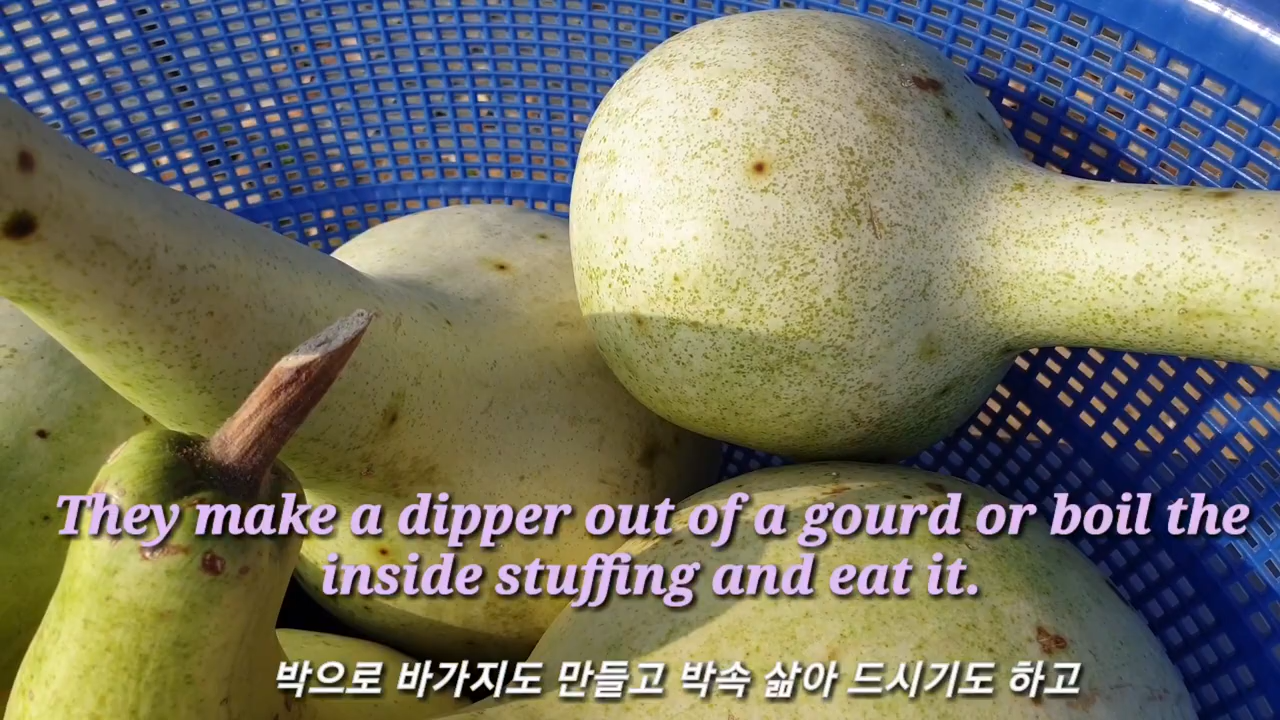 They make a dipper out of a gourd or boil the
inside stuffing and eat it.
박으로 바가지도 만들고 박속 삶아 드시기도 하고